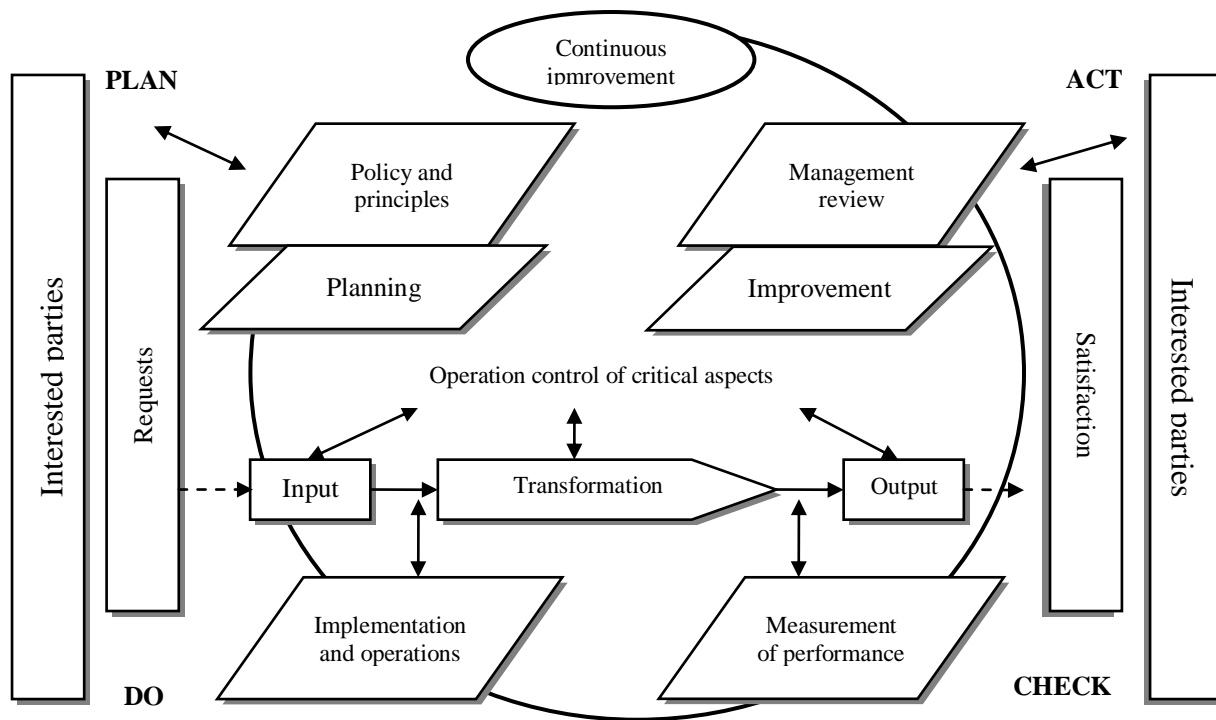 Continuous
ipmrovement
PLAN
ACT
Interested parties
Requests
Policy and
principles
Management
review
Planning
Improvement
Satisfaction
Interested parties
Operation control of critical aspects
Input
Transformation
Output
Implementation
and operations
Measurement
of performance
DO
CHECK